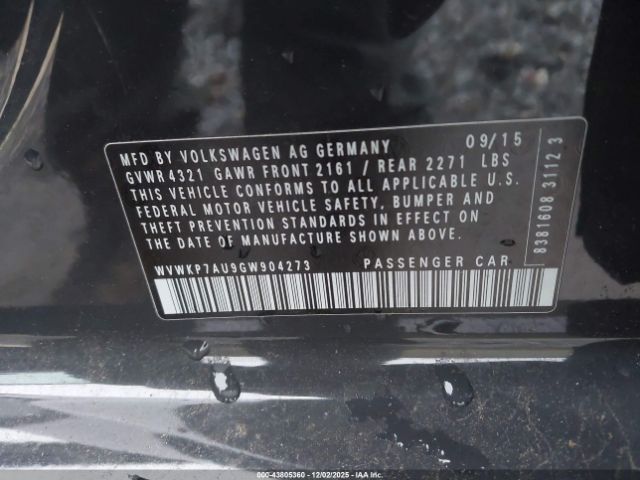 MFD BY VOLKSWAGEN AG GERMANY 09/15
GVWR 4321 GAWR FRONT 2161 / REAR 2271 LBS
THIS VEHICLE CONFORMS TO ALL APPLICABLE U.S.
FEDERAL MOTOR VEHICLE SAFETY, BUMPER AND
THEFT PREVENTION STANDARDS IN EFFECT ON
THE DATE OF MANUFACTURE SHOWN ABOVE.
WVWKP7AU9GW904273 PASSENGER CAR
8381608 3112 3
000-43805360 - 12/02/2025 - IAA Inc.